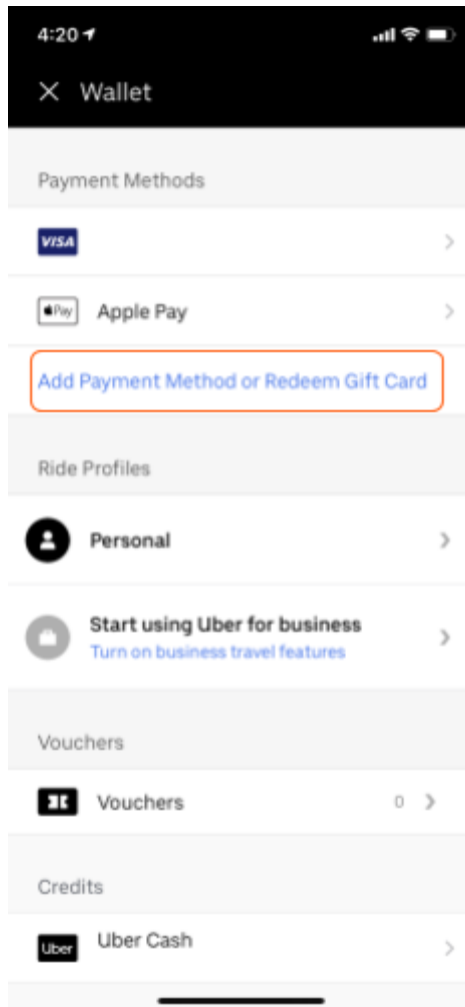 4:20
Wallet
Payment Methods
VISA
Pay Apple Pay
Add Payment Method or Redeem Gift Card
Ride Profiles
Personal
Start using Uber for business
Turn on business travel features
Vouchers
Vouchers 0
Credits
Uber Uber Cash